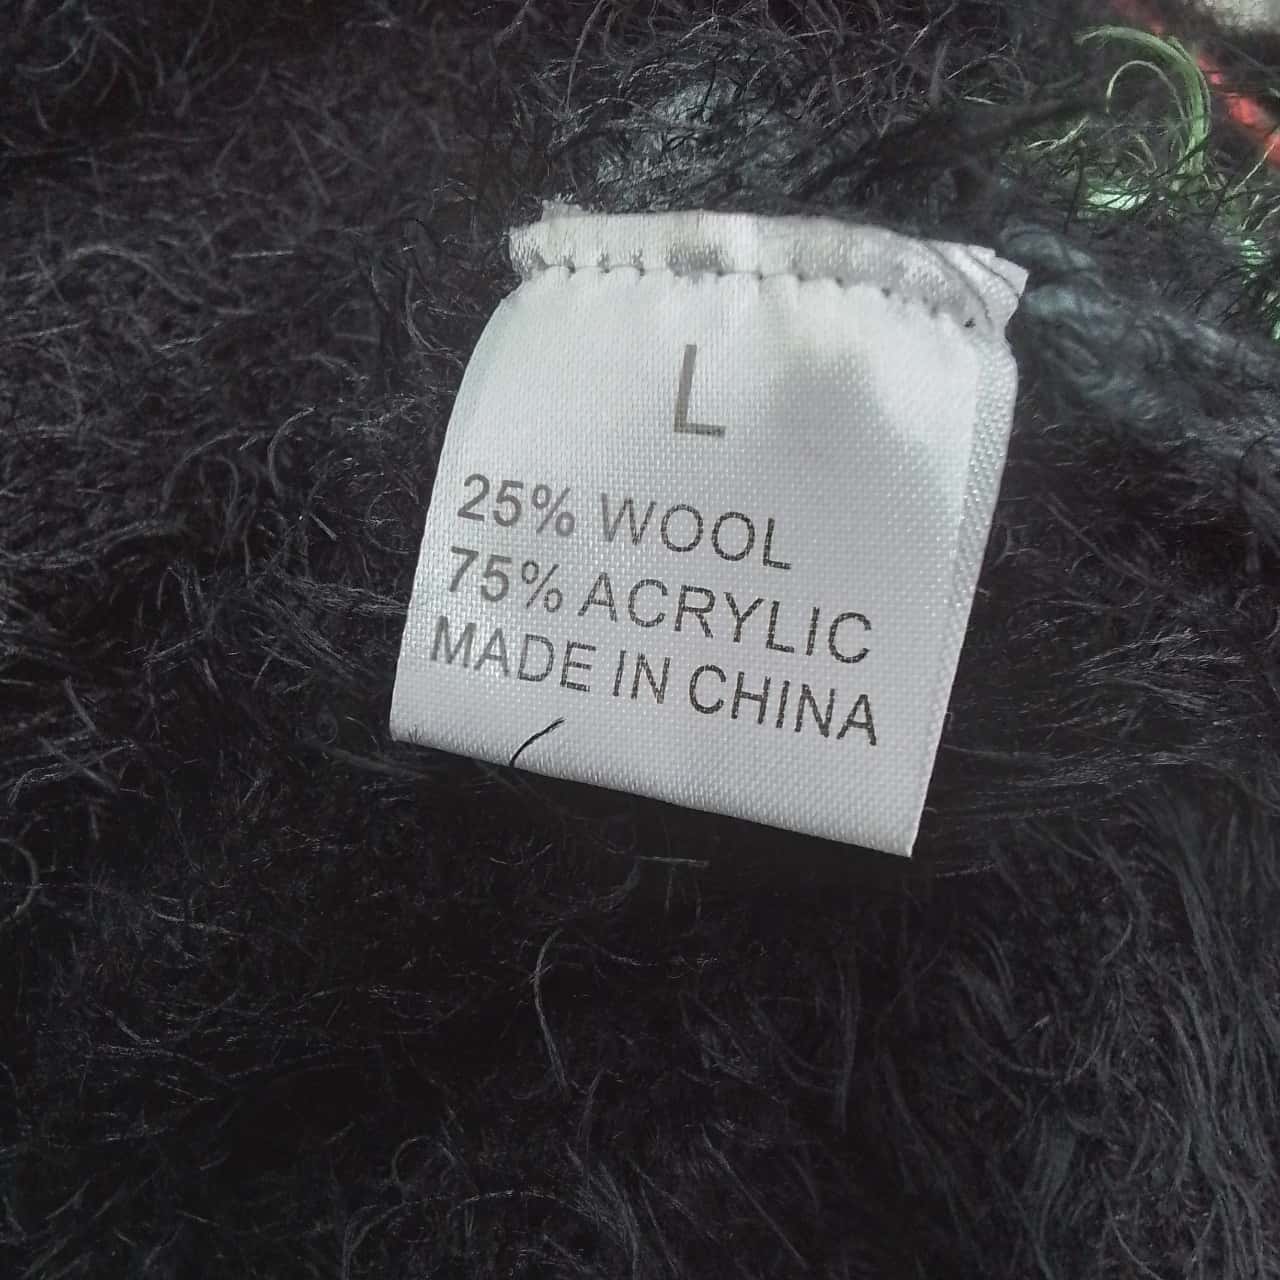 L
25% WOOL
75% ACRYLIC
MADE IN CHINA